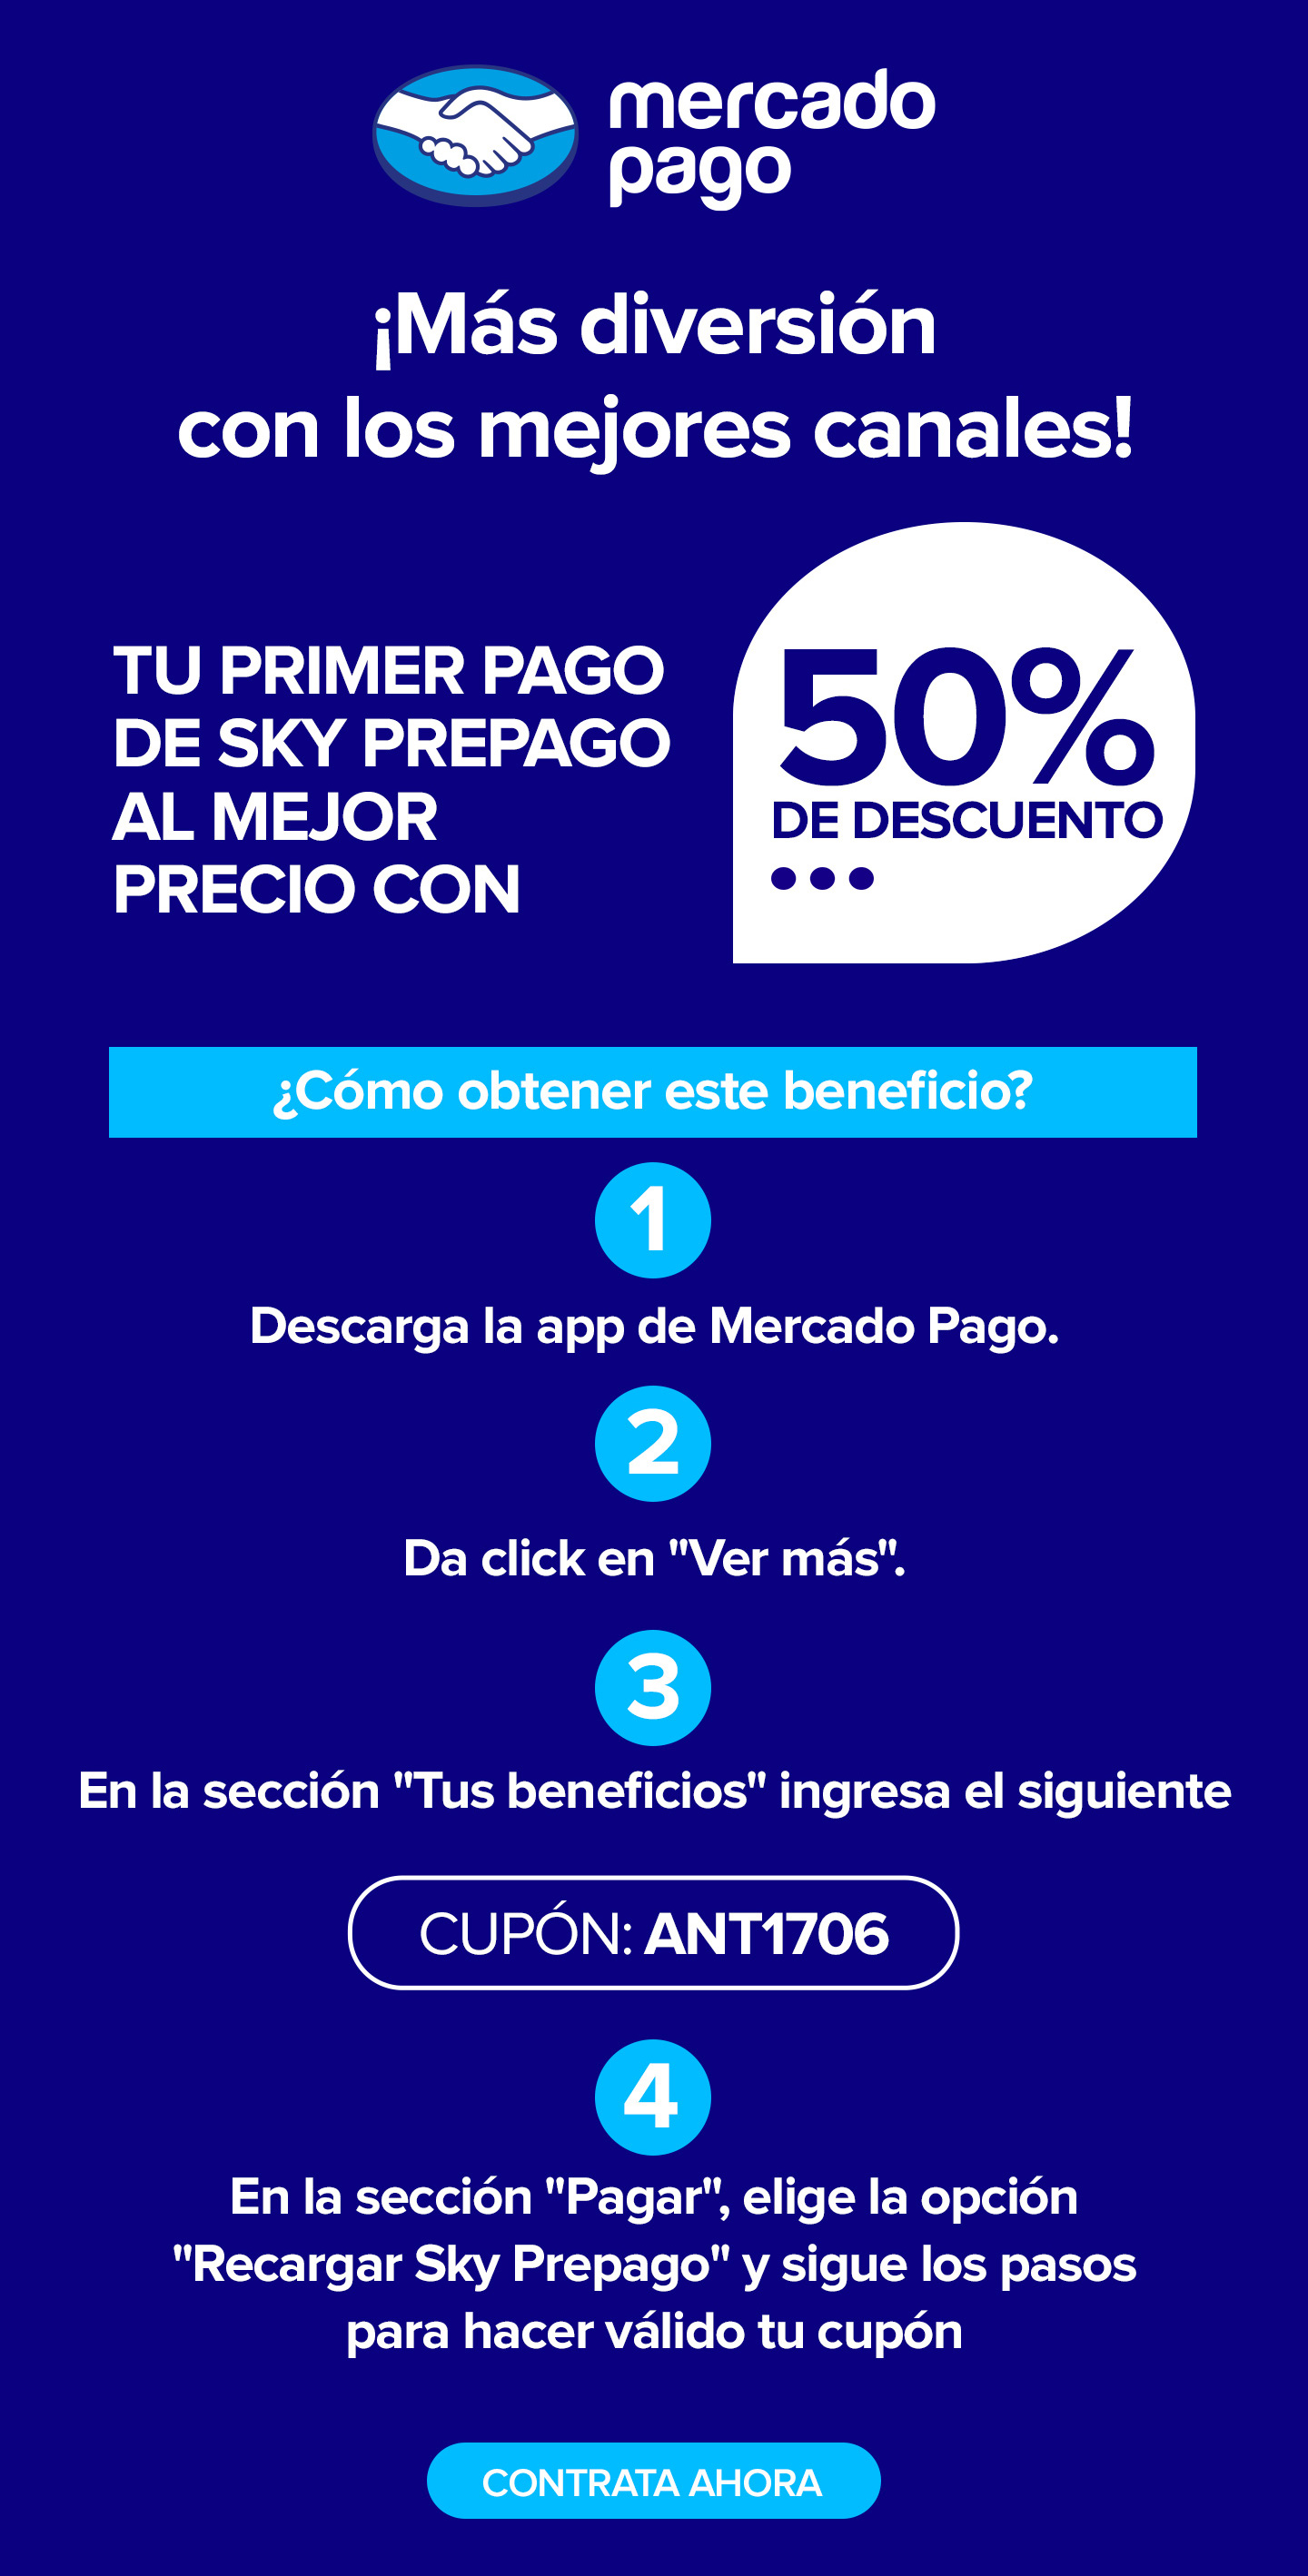 mercado
pago
¡Más diversión
con los mejores canales!
TU PRIMER PAGO
DE SKY PREPAGO
AL MEJOR
PRECIO CON
50%
DE DESCUENTO
¿Cómo obtener este beneficio?
1
Descarga la app de Mercado Pago.
2
Da click en "Ver más".
3
En la sección "Tus beneficios" ingresa el siguiente
CUPÓN: ANT1706
4
En la sección "Pagar", elige la opción
"Recargar Sky Prepago" y sigue los pasos
para hacer válido tu cupón
CONTRATA AHORA